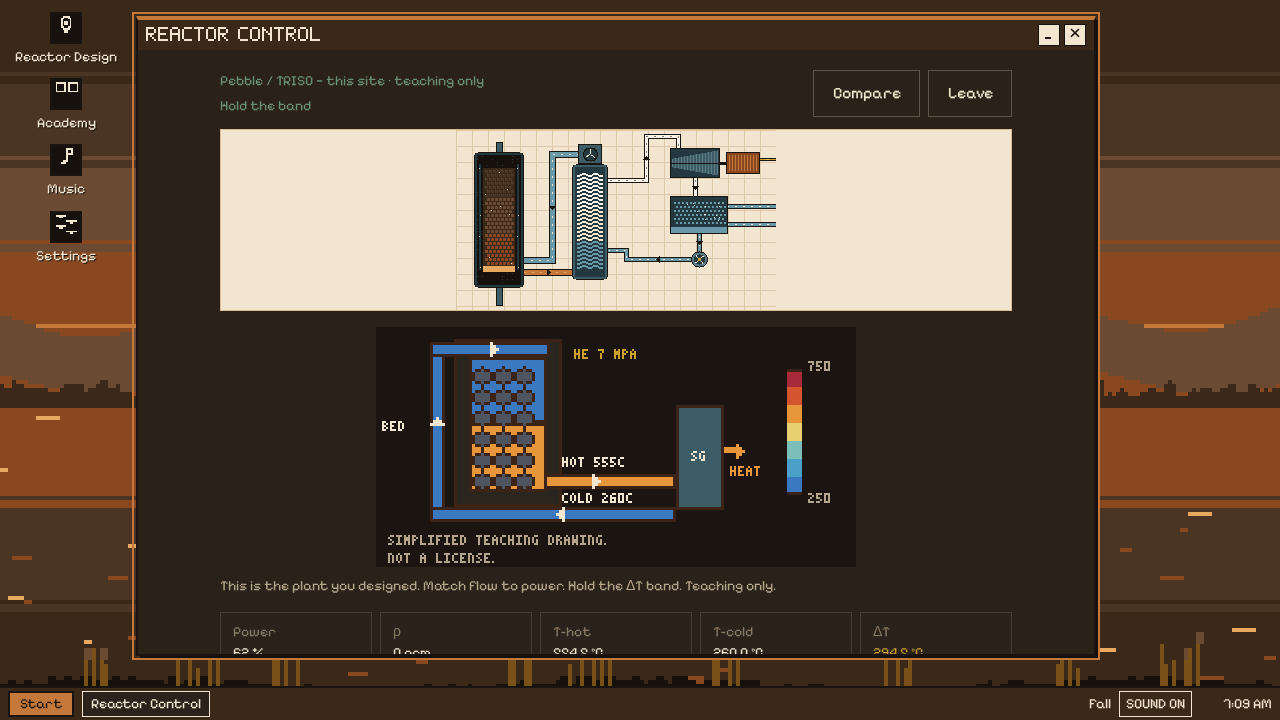 REACTOR CONTROL
Reactor Design
Academy
Music
Settings
Pebble / TRISO - this site · teaching only
Hold the band
Compare
Leave
HE 7 MPA
750
BED
HOT 555C
SG
HEAT
COLD 260C
250
SIMPLIFIED TEACHING DRAWING.
NOT A LICENSE.
This is the plant you designed. Match flow to power. Hold the ΔT band. Teaching only.
Power
ρ
T-hot
T-cold
ΔT
Start
Reactor Control
Fall
SOUND ON
7:09 AM